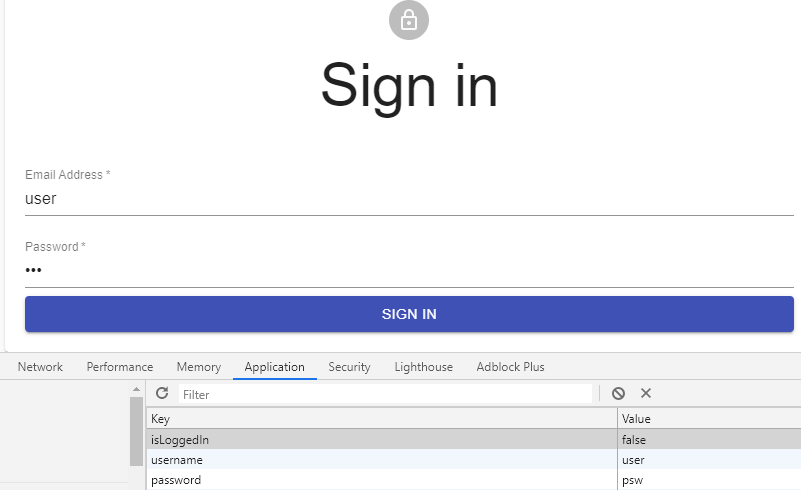 Sign in
Email Address *
user
Password *
•••
SIGN IN
Network Performance Memory Application Security Lighthouse Adblock Plus
Filter
Key Value
isLoggedIn false
username user
password psw